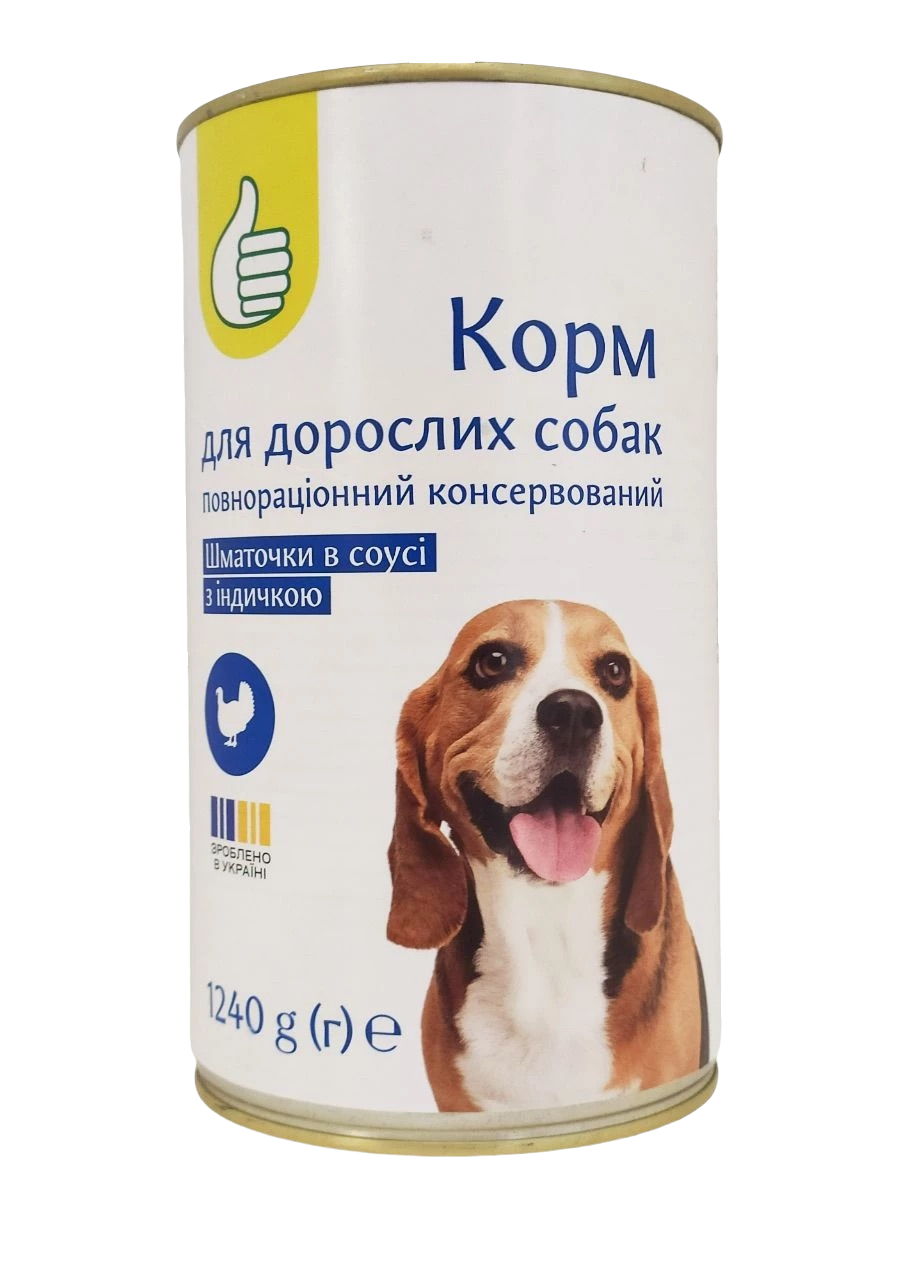 Корм
для дорослих собак
повнораціонний консервований
Шматочки в соусі
з індичкою
ЗРОБЛЕНО
В УКРАЇНІ
1240 g (г) ℮